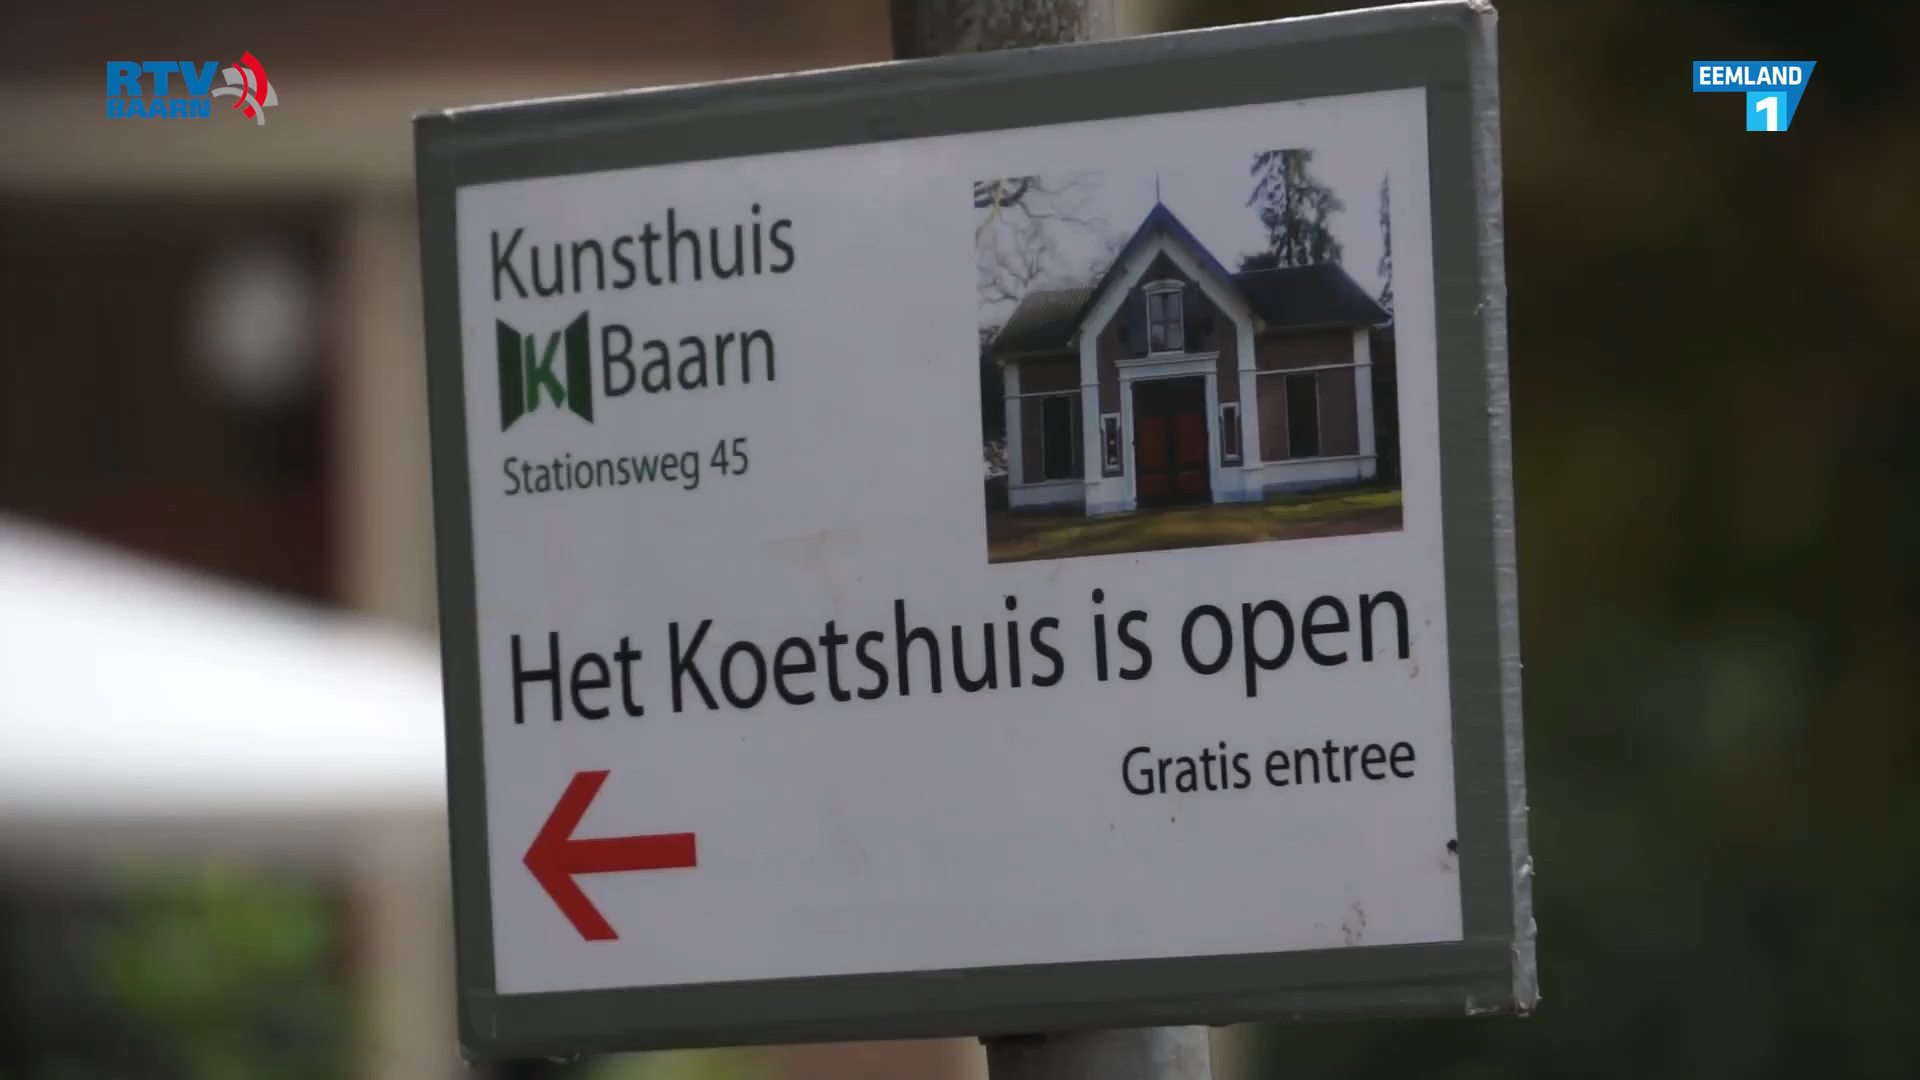 RTV
BAARN
EEMLAND
1
Kunsthuis
K Baarn
Stationsweg 45
Het Koetshuis is open
Gratis entree